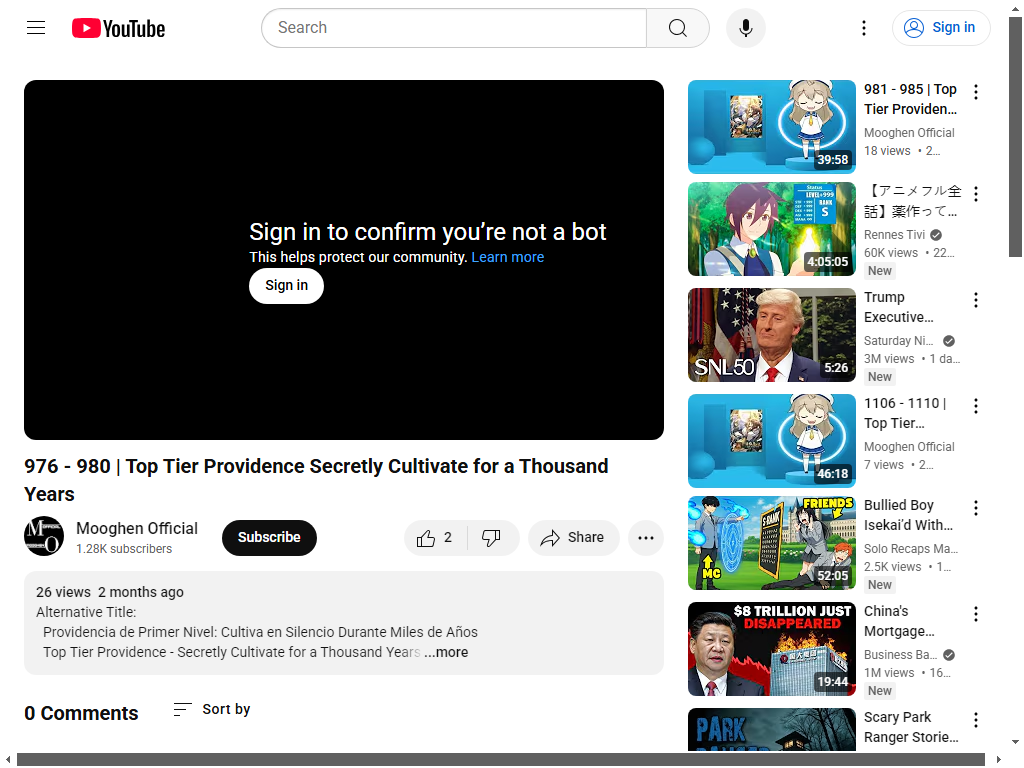 YouTube
Search
Sign in
Sign in to confirm you’re not a bot
This helps protect our community. Learn more
Sign in
976 - 980 | Top Tier Providence Secretly Cultivate for a Thousand
Years
Mooghen Official
1.28K subscribers
Subscribe
2
Share
26 views 2 months ago
Alternative Title:
Providencia de Primer Nivel: Cultiva en Silencio Durante Miles de Años
Top Tier Providence - Secretly Cultivate for a Thousand Years ...more
0 Comments
Sort by
39:58
981 - 985 | Top
Tier Providen...
Mooghen Official
18 views • 2...
Status
LEVEL+999
RANK
S
4:05:05
【アニメフル全
話】薬作って...
Rennes Tivi
60K views • 22...
New
SNL50
5:26
Trump
Executive...
Saturday Ni...
3M views • 1 da...
New
46:18
1106 - 1110 |
Top Tier...
Mooghen Official
7 views • 2...
FRIENDS
S-RANK
MC
52:05
Bullied Boy
Isekai'd With...
Solo Recaps Ma...
2.5K views • 1...
New
$8 TRILLION JUST
DISAPPEARED
19:44
China's
Mortgage...
Business Ba...
1M views • 16...
New
PARK
Scary Park
Ranger Storie...